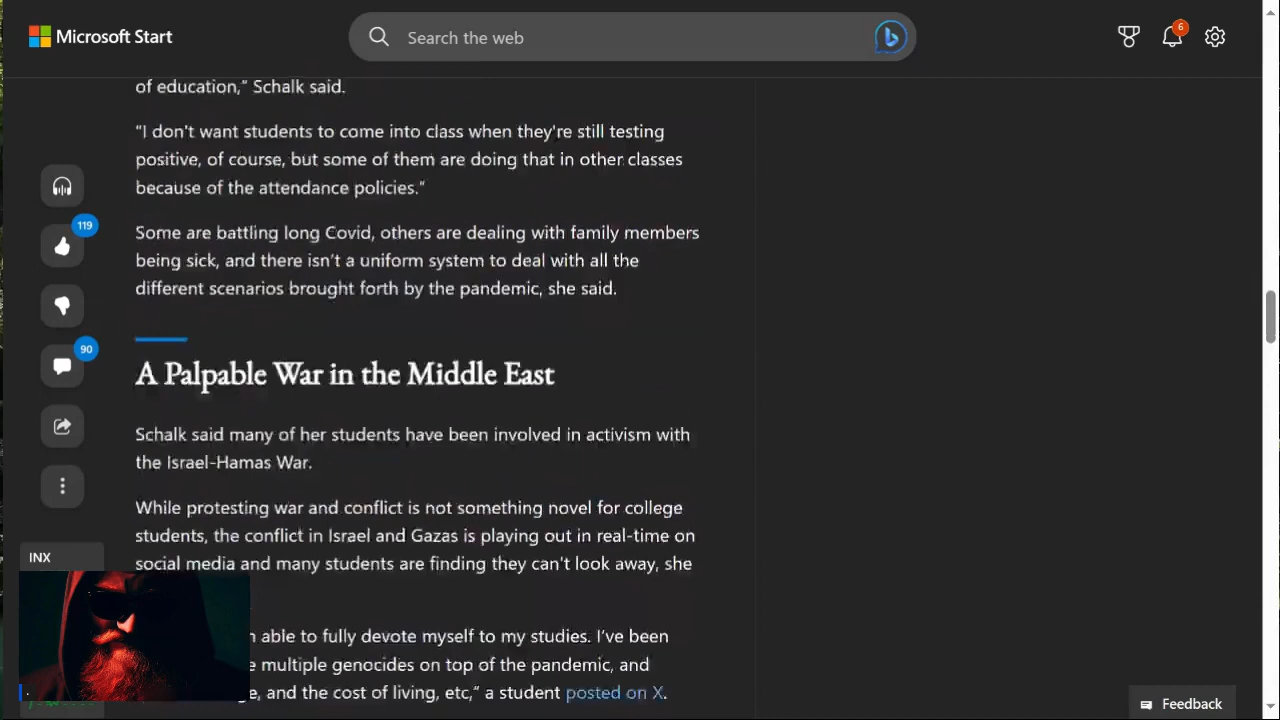 Microsoft Start
Search the web
6
of education,” Schalk said.
“I don't want students to come into class when they're still testing
positive, of course, but some of them are doing that in other classes
because of the attendance policies.”
119
Some are battling long Covid, others are dealing with family members
being sick, and there isn’t a uniform system to deal with all the
different scenarios brought forth by the pandemic, she said.
90
A Palpable War in the Middle East
Schalk said many of her students have been involved in activism with
the Israel-Hamas War.
While protesting war and conflict is not something novel for college
students, the conflict in Israel and Gazas is playing out in real-time on
social media and many students are finding they can’t look away, she
INX
able to fully devote myself to my studies. I’ve been
multiple genocides on top of the pandemic, and
and the cost of living, etc,” a student posted on X.
Feedback